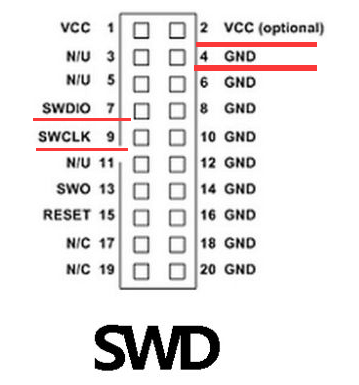 VCC 1 2 VCC (optional)
N/U 3 4 GND
N/U 5 6 GND
SWDIO 7 8 GND
SWCLK 9 10 GND
N/U 11 12 GND
SWO 13 14 GND
RESET 15 16 GND
N/C 17 18 GND
N/C 19 20 GND
SWD